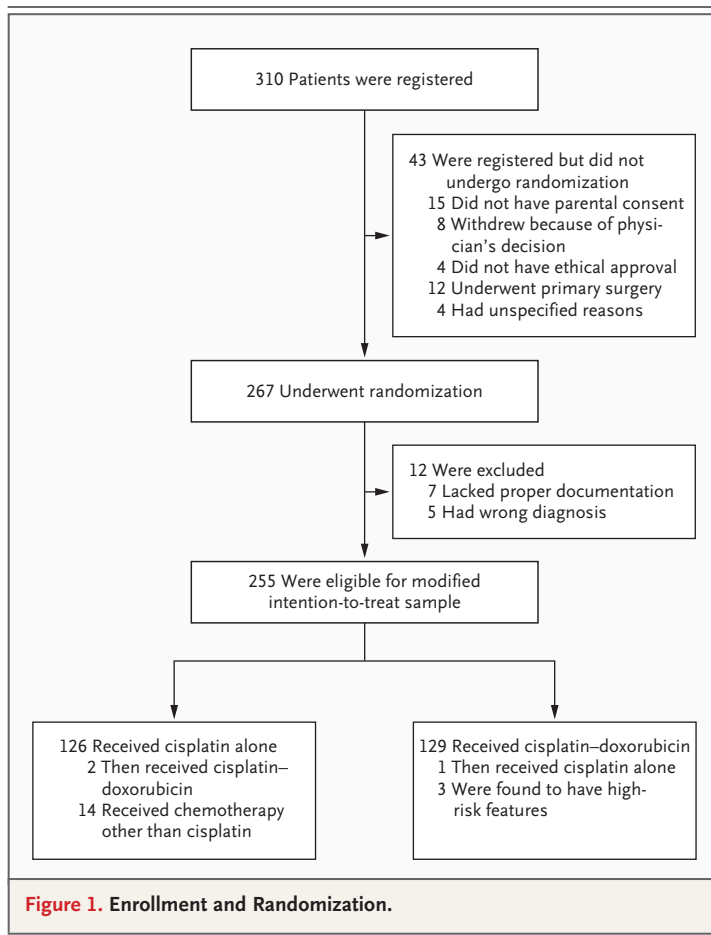 310 Patients were registered
43 Were registered but did not
undergo randomization
15 Did not have parental consent
8 Withdrew because of physi-
cian's decision
4 Did not have ethical approval
12 Underwent primary surgery
4 Had unspecified reasons
267 Underwent randomization
12 Were excluded
7 Lacked proper documentation
5 Had wrong diagnosis
255 Were eligible for modified
intention-to-treat sample
126 Received cisplatin alone
2 Then received cisplatin–
doxorubicin
14 Received chemotherapy
other than cisplatin
129 Received cisplatin–doxorubicin
1 Then received cisplatin alone
3 Were found to have high-
risk features
Figure 1. Enrollment and Randomization.